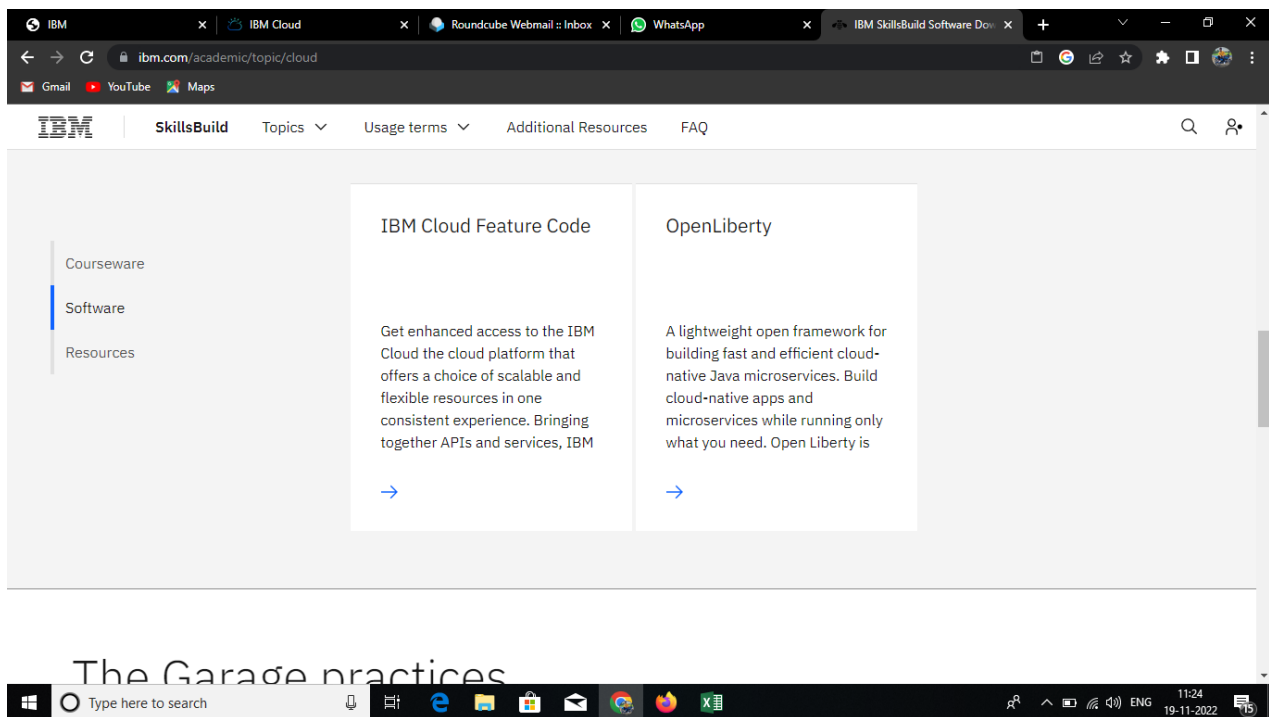 IBM
IBM Cloud
Roundcube Webmail :: Inbox
WhatsApp
IBM SkillsBuild Software Dow
ibm.com/academic/topic/cloud
Gmail
YouTube
Maps
IBM
SkillsBuild
Topics
Usage terms
Additional Resources
FAQ
Courseware
Software
Resources
IBM Cloud Feature Code
Get enhanced access to the IBM
Cloud the cloud platform that
offers a choice of scalable and
flexible resources in one
consistent experience. Bringing
together APIs and services, IBM
OpenLiberty
A lightweight open framework for
building fast and efficient cloud-
native Java microservices. Build
cloud-native apps and
microservices while running only
what you need. Open Liberty is
The Garage practices
Type here to search
ENG
11:24
19-11-2022
15